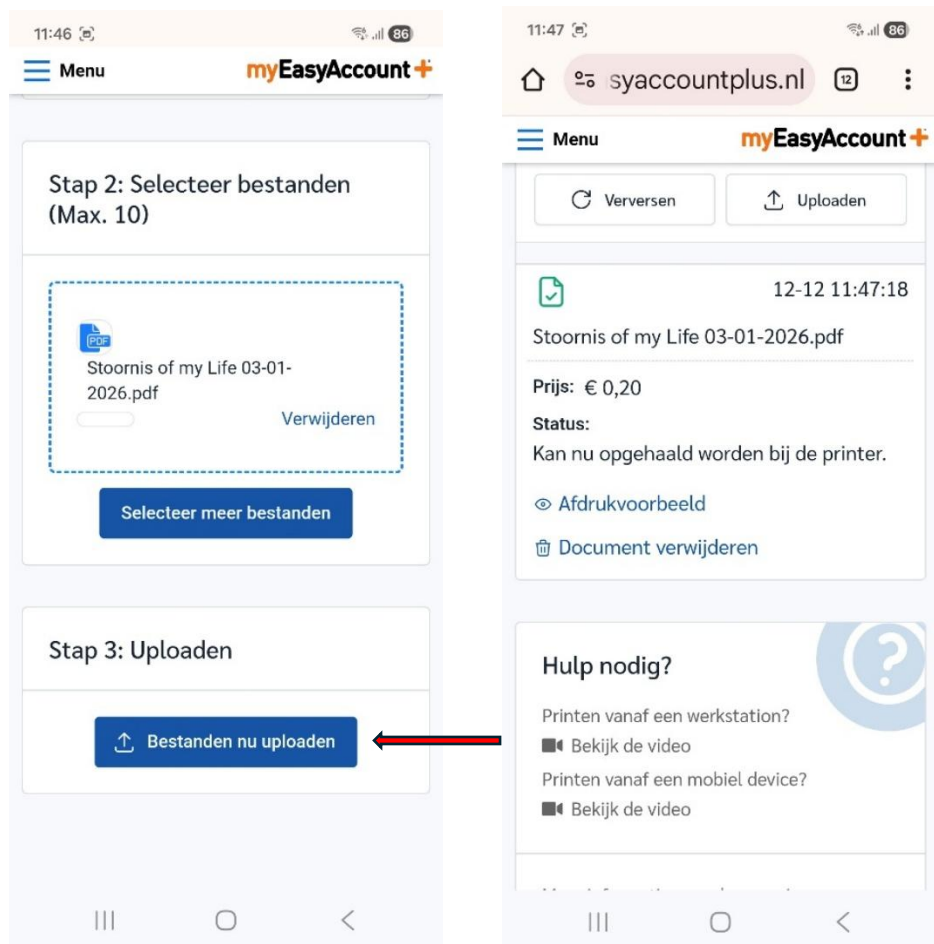 11:46
86
Menu
myEasyAccount+
Stap 2: Selecteer bestanden
(Max. 10)
PDF
Stoornis of my Life 03-01-
2026.pdf
Verwijderen
Selecteer meer bestanden
Stap 3: Uploaden
Bestanden nu uploaden
11:47
86
syaccountplus.nl
12
Menu
myEasyAccount+
Verversen
Uploaden
12-12 11:47:18
Stoornis of my Life 03-01-2026.pdf
Prijs: € 0,20
Status:
Kan nu opgehaald worden bij de printer.
Afdrukvoorbeeld
Document verwijderen
Hulp nodig?
Printen vanaf een werkstation?
Bekijk de video
Printen vanaf een mobiel device?
Bekijk de video